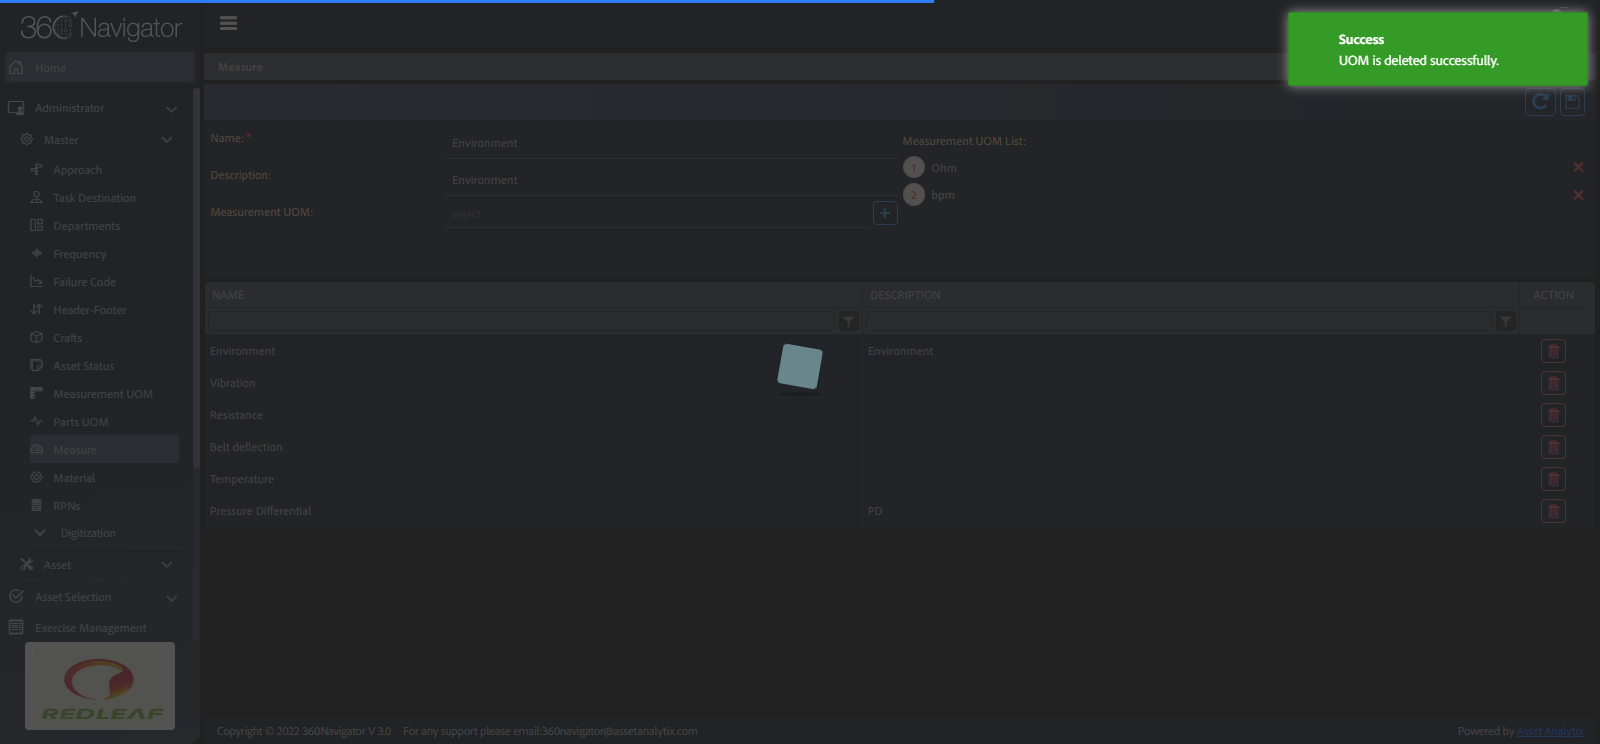 360 Navigator
Success
UOM is deleted successfully.
Home
Measure
Administrator
Master
Approach
Task Destination
Departments
Frequency
Failure Code
Header-Footer
Crafts
Asset Status
Measurement UOM
Parts UOM
Measure
Material
RPNs
Digitization
Asset
Asset Selection
Exercise Management
REDLEAF
Name: *
Environment
Description:
Environment
Measurement UOM:
select
Measurement UOM List:
1 Ohm
2 bpm
NAME DESCRIPTION ACTION
Environment Environment
Vibration
Resistance
Belt deflection
Temperature
Pressure Differential PD
Copyright © 2022 360Navigator V 3.0 For any support please email:360navigator@assetanalytix.com
Powered by Asset Analytix